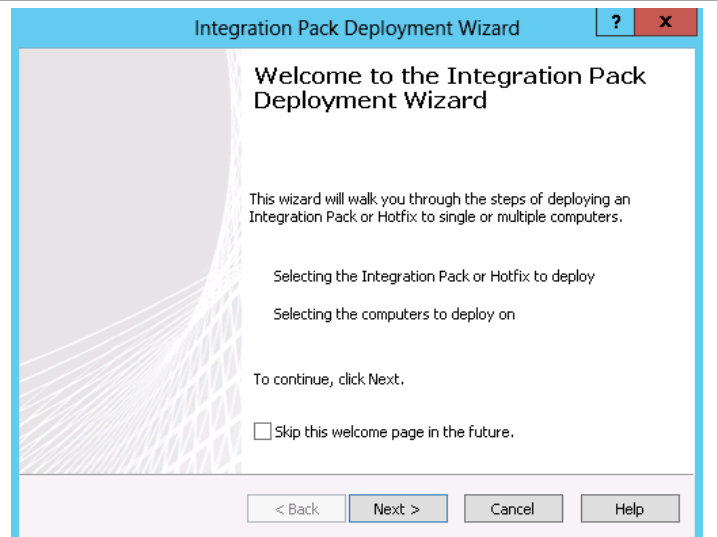 Integration Pack Deployment Wizard
? x
Welcome to the Integration Pack
Deployment Wizard
This wizard will walk you through the steps of deploying an
Integration Pack or Hotfix to single or multiple computers.
Selecting the Integration Pack or Hotfix to deploy
Selecting the computers to deploy on
To continue, click Next.
Skip this welcome page in the future.
< Back Next > Cancel Help